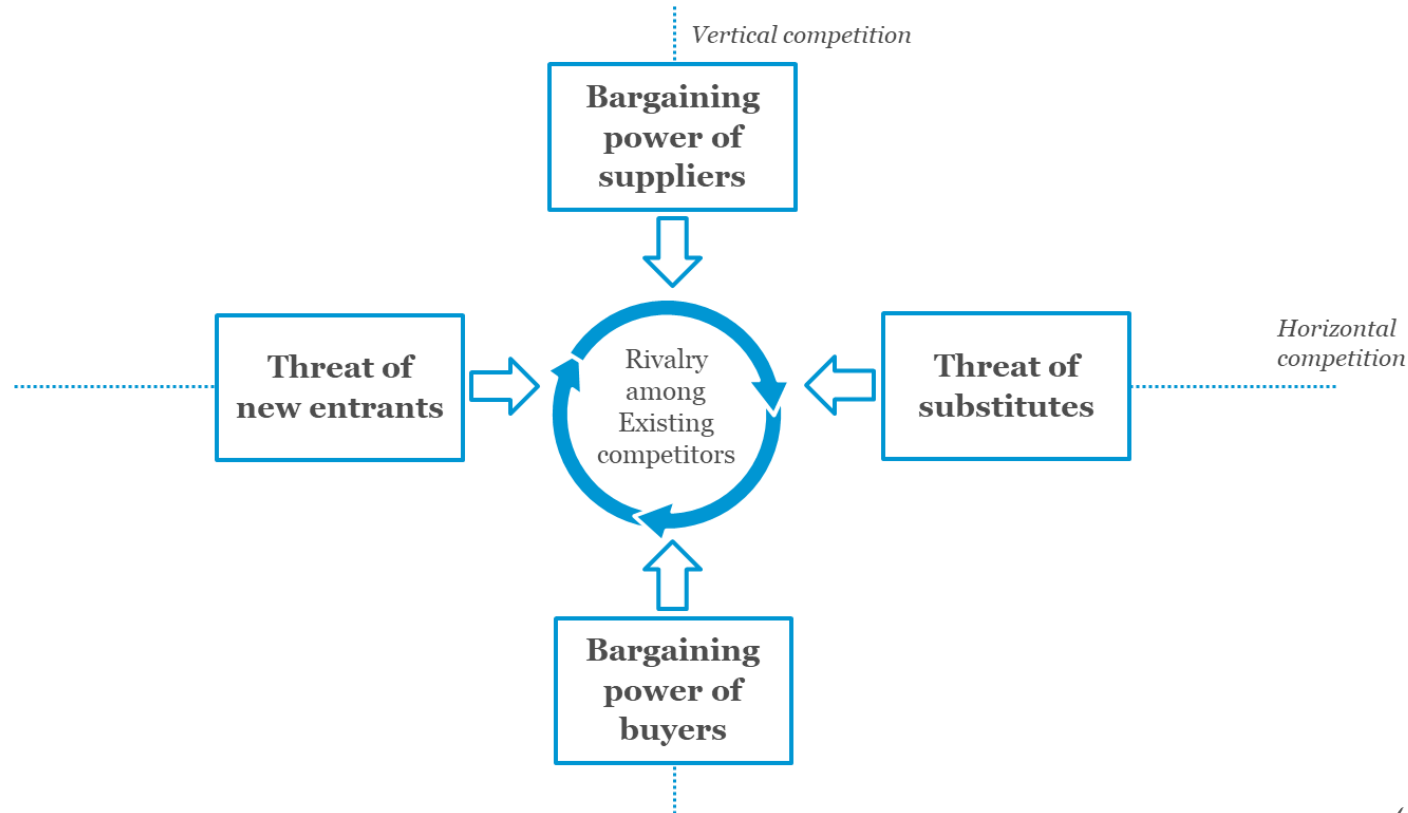 Vertical competition
Bargaining
power of
suppliers
Threat of
new entrants
Rivalry
among
Existing
competitors
Threat of
substitutes
Horizontal
competition
Bargaining
power of
buyers